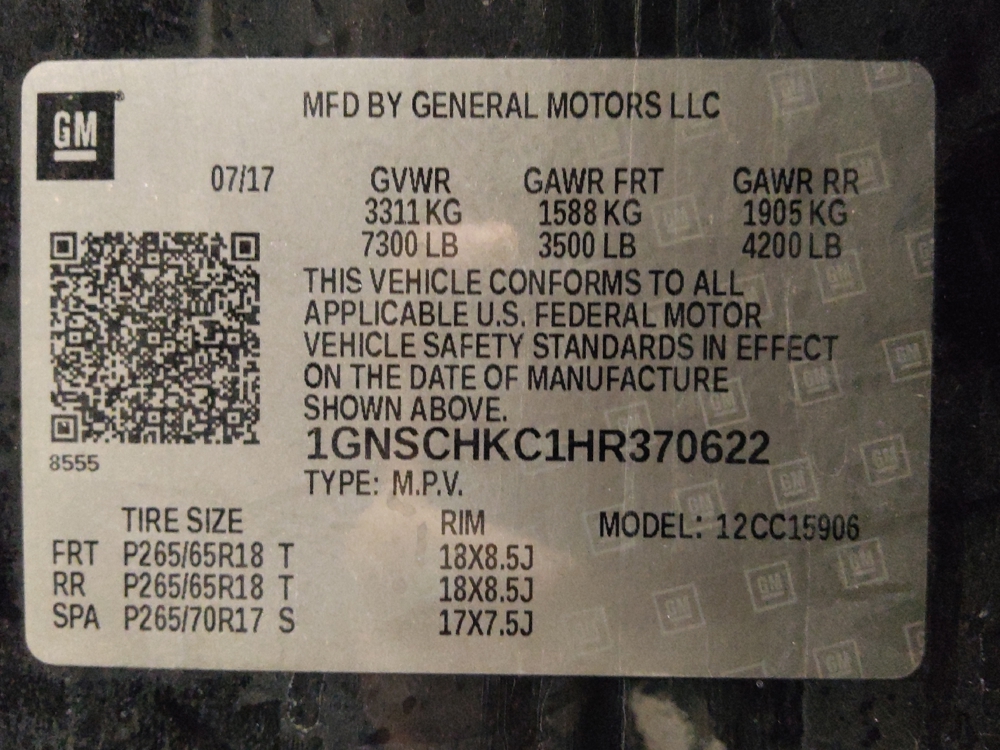 GM
MFD BY GENERAL MOTORS LLC
07/17 GVWR GAWR FRT GAWR RR
3311 KG 1588 KG 1905 KG
7300 LB 3500 LB 4200 LB
THIS VEHICLE CONFORMS TO ALL
APPLICABLE U.S. FEDERAL MOTOR
VEHICLE SAFETY STANDARDS IN EFFECT
ON THE DATE OF MANUFACTURE
SHOWN ABOVE.
1GNSCHKC1HR370622
8555
TYPE: M.P.V.
TIRE SIZE RIM MODEL: 12CC15906
FRT P265/65R18 T 18X8.5J
RR P265/65R18 T 18X8.5J
SPA P265/70R17 S 17X7.5J